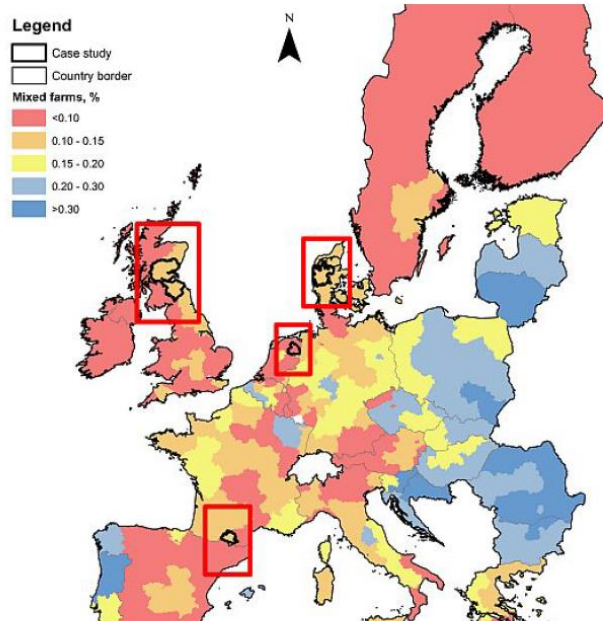 Legend
N
Case study
Country border
Mixed farms, %
<0.10
0.10 - 0.15
0.15 - 0.20
0.20 - 0.30
>0.30